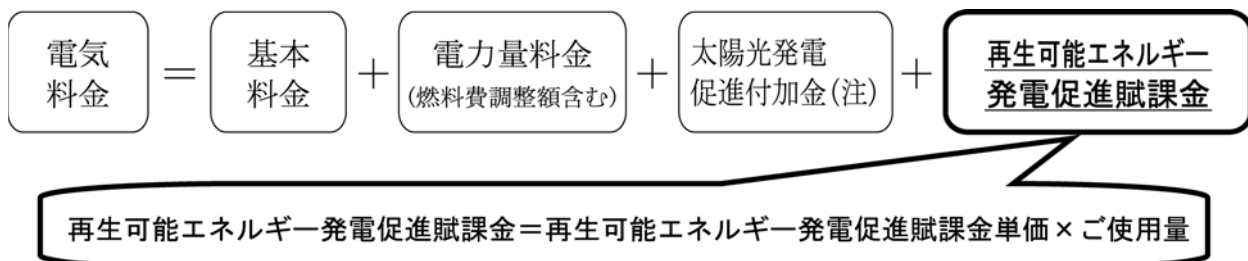 電気
料金
＝
基本
料金
＋
電力量料金
(燃料費調整額含む)
＋
太陽光発電
促進付加金(注)
＋
再生可能エネルギー
発電促進賦課金
再生可能エネルギー発電促進賦課金＝再生可能エネルギー発電促進賦課金単価×ご使用量